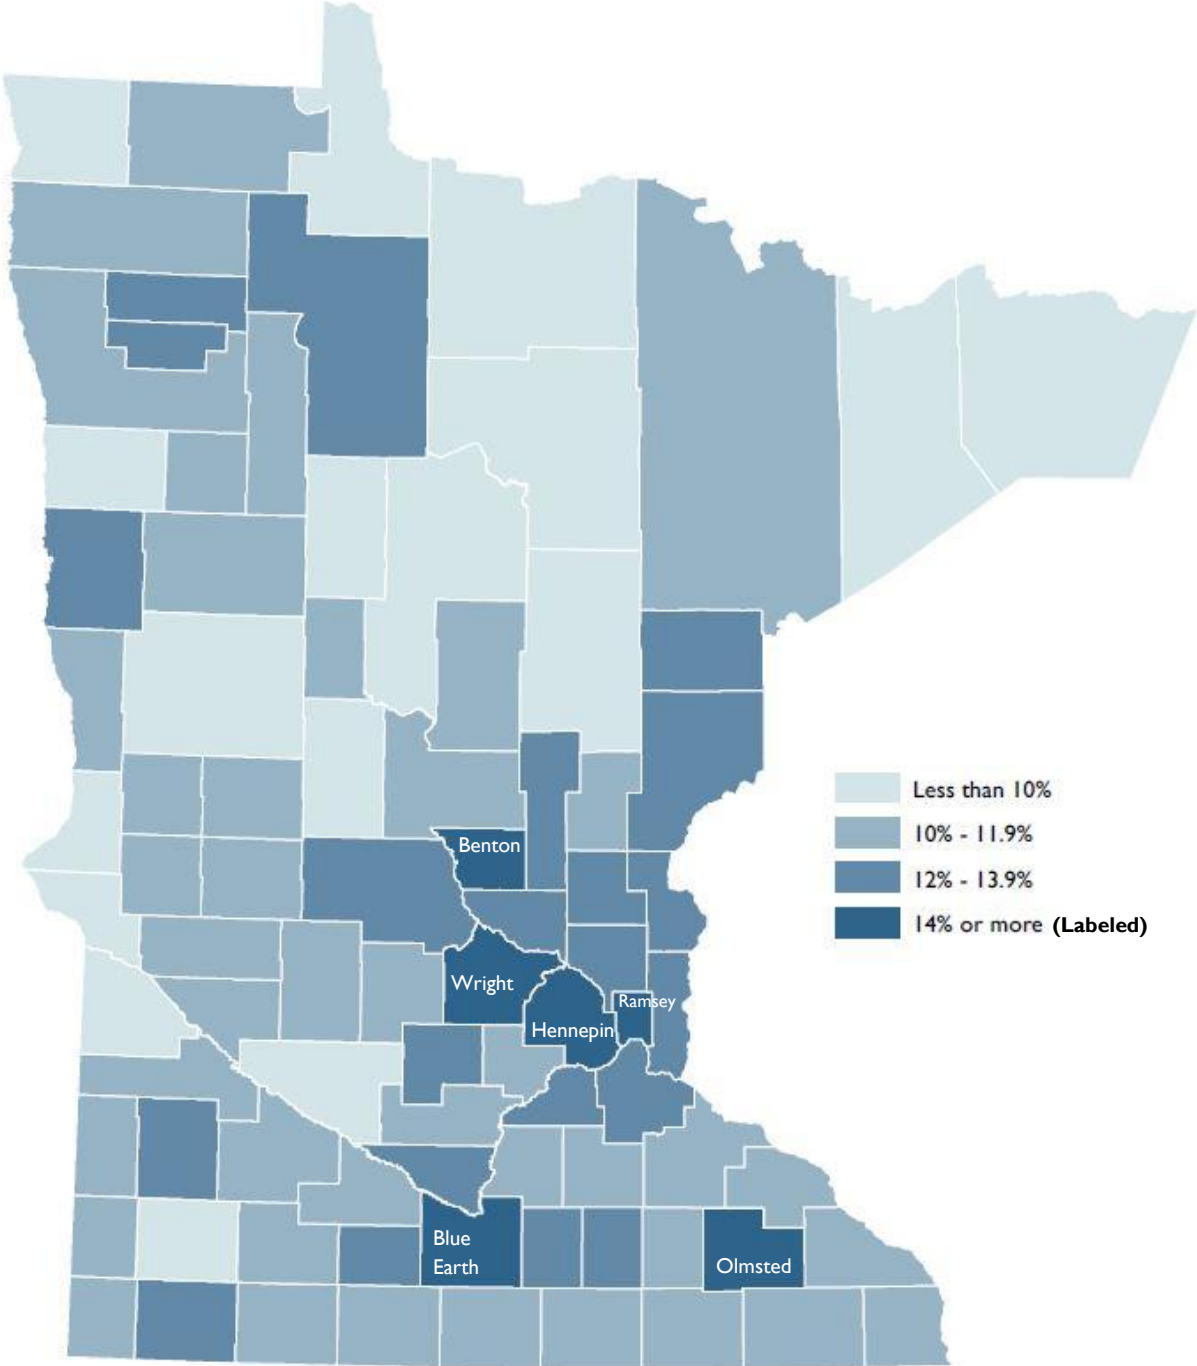 Less than 10%
10% - 11.9%
Benton
12% - 13.9%
14% or more (Labeled)
Wright
Ramsey
Hennepin
Blue
Earth
Olmsted